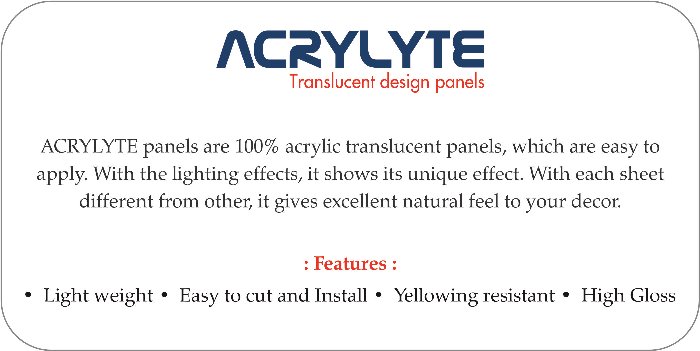 ACRYLYTE
Translucent design panels
ACRYLYTE panels are 100% acrylic translucent panels, which are easy to
apply. With the lighting effects, it shows its unique effect. With each sheet
different from other, it gives excellent natural feel to your decor.
: Features :
• Light weight • Easy to cut and Install • Yellowing resistant • High Gloss